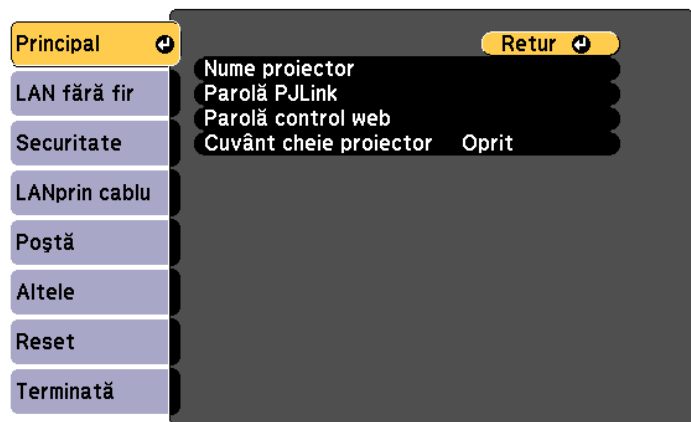 Principal
LAN fără fir
Securitate
LANprin cablu
Poştă
Altele
Reset
Terminată
Retur
Nume proiector
Parolă PJLink
Parolă control web
Cuvânt cheie proiector Oprit